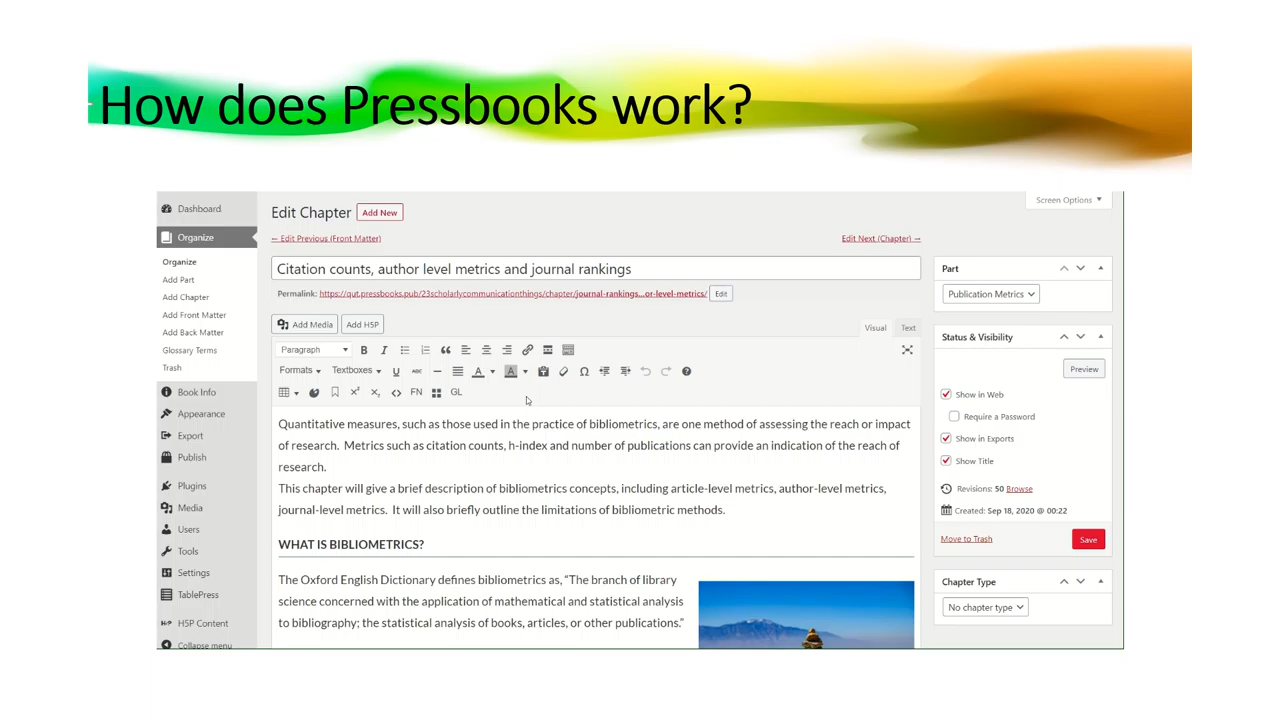 How does Pressbooks work?
Dashboard
Organize
Organize
Add Part
Add Chapter
Add Front Matter
Add Back Matter
Glossary Terms
Trash
Book Info
Appearance
Export
Publish
Plugins
Media
Users
Tools
Settings
TablePress
H5P Content
Collapse menu
Screen Options
Edit Chapter Add New
← Edit Previous (Front Matter) Edit Next (Chapter) →
Citation counts, author level metrics and journal rankings
Permalink: https://qut.pressbooks.pub/23scholarlycommunicationthings/chapter/journal-rankings...or-level-metrics/ Edit
Add Media Add H5P
Visual Text
Paragraph B I
Formats Textboxes U ABC A A Ω
X² X₂ FN GL
Quantitative measures, such as those used in the practice of bibliometrics, are one method of assessing the reach or impact
of research. Metrics such as citation counts, h-index and number of publications can provide an indication of the reach of
research.
This chapter will give a brief description of bibliometrics concepts, including article-level metrics, author-level metrics,
journal-level metrics. It will also briefly outline the limitations of bibliometric methods.
WHAT IS BIBLIOMETRICS?
The Oxford English Dictionary defines bibliometrics as, “The branch of library
science concerned with the application of mathematical and statistical analysis
to bibliography; the statistical analysis of books, articles, or other publications.”
Part
Publication Metrics
Status & Visibility
Preview
Show in Web
Require a Password
Show in Exports
Show Title
Revisions: 50 Browse
Created: Sep 18, 2020 @ 00:22
Move to Trash Save
Chapter Type
No chapter type